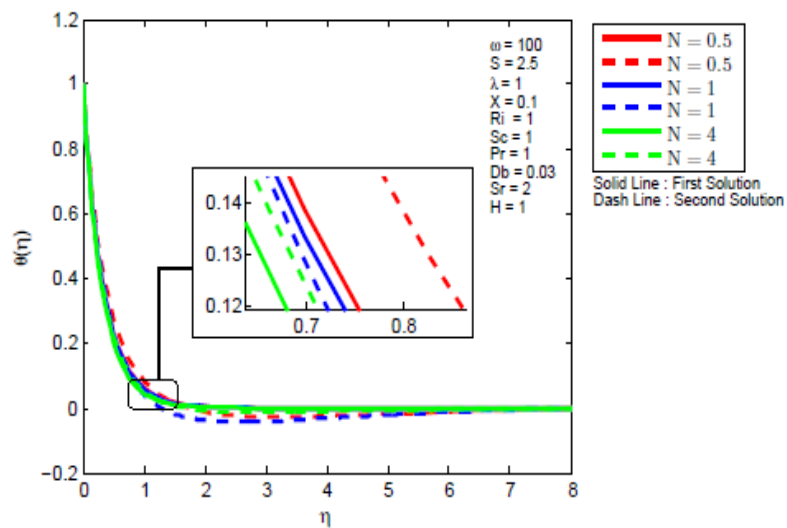 1.2
1
0.8
0.6
0.4
0.2
0
−0.2
θ(η)
0 1 2 3 4 5 6 7 8
η
ω = 100
S = 2.5
λ = 1
X = 0.1
Ri = 1
Sc = 1
Pr = 1
Db = 0.03
Sr = 2
H = 1
0.14
0.13
0.12
0.7 0.8
N = 0.5
N = 0.5
N = 1
N = 1
N = 4
N = 4
Solid Line : First Solution
Dash Line : Second Solution